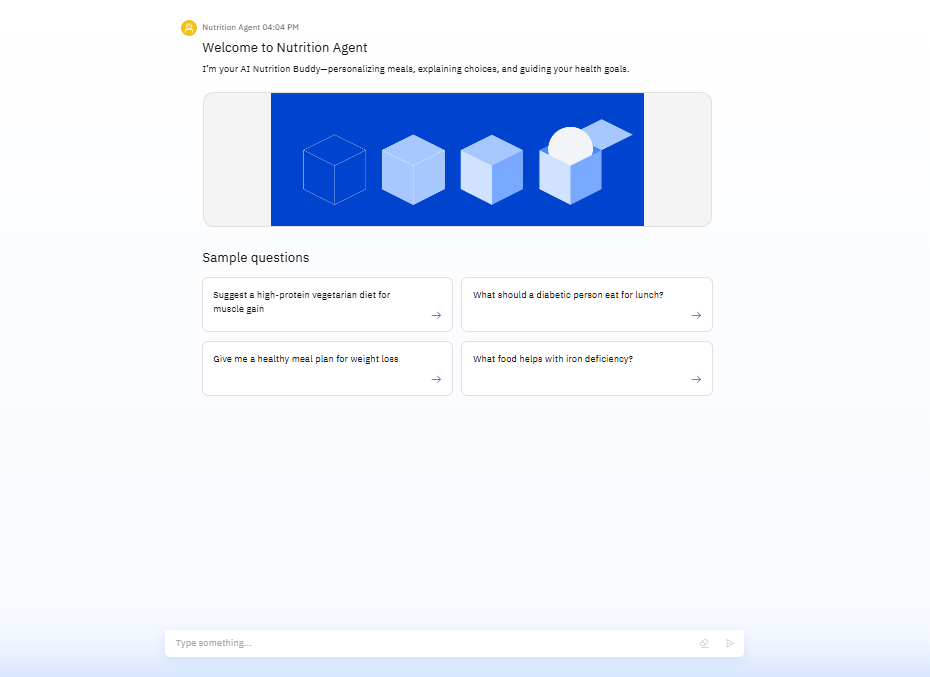 Nutrition Agent 04:04 PM
Welcome to Nutrition Agent
I'm your AI Nutrition Buddy—personalizing meals, explaining choices, and guiding your health goals.
Sample questions
Suggest a high-protein vegetarian diet for
muscle gain
What should a diabetic person eat for lunch?
Give me a healthy meal plan for weight loss
What food helps with iron deficiency?
Type something...